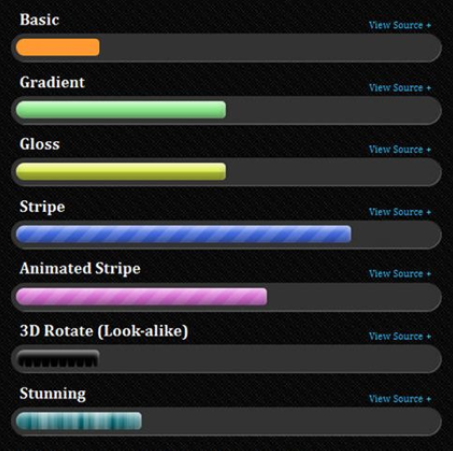 Basic
View Source +
Gradient
View Source +
Gloss
View Source +
Stripe
View Source +
Animated Stripe
View Source +
3D Rotate (Look-alike)
View Source +
Stunning
View Source +